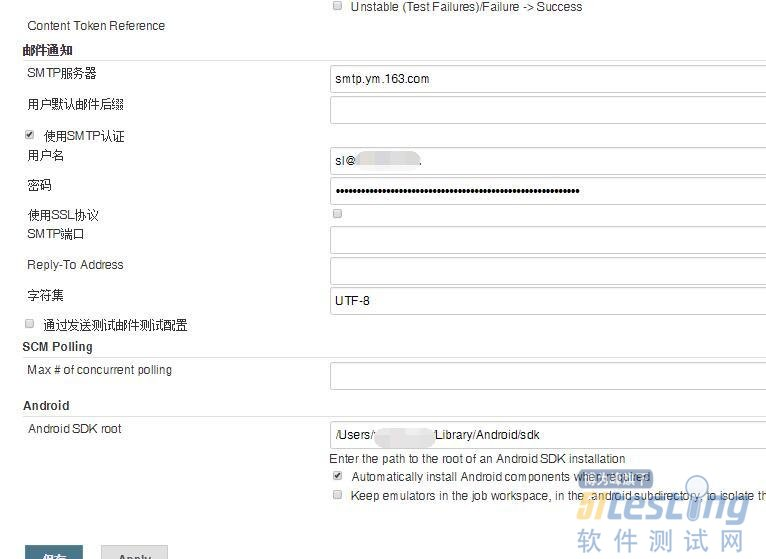 Unstable (Test Failures)/Failure -> Success
Content Token Reference
邮件通知
SMTP服务器
smtp.ym.163.com
用户默认邮件后缀
使用SMTP认证
用户名
sl@
密码
使用SSL协议
SMTP端口
Reply-To Address
字符集
UTF-8
通过发送测试邮件测试配置
SCM Polling
Max # of concurrent polling
Android
Android SDK root
/Users/ /Library/Android/sdk
Enter the path to the root of an Android SDK installation
Automatically install Android components when required
Keep emulators in the job workspace, in the .android subdirectory, to isolate th
51testing
软件测试网
保存
Apply